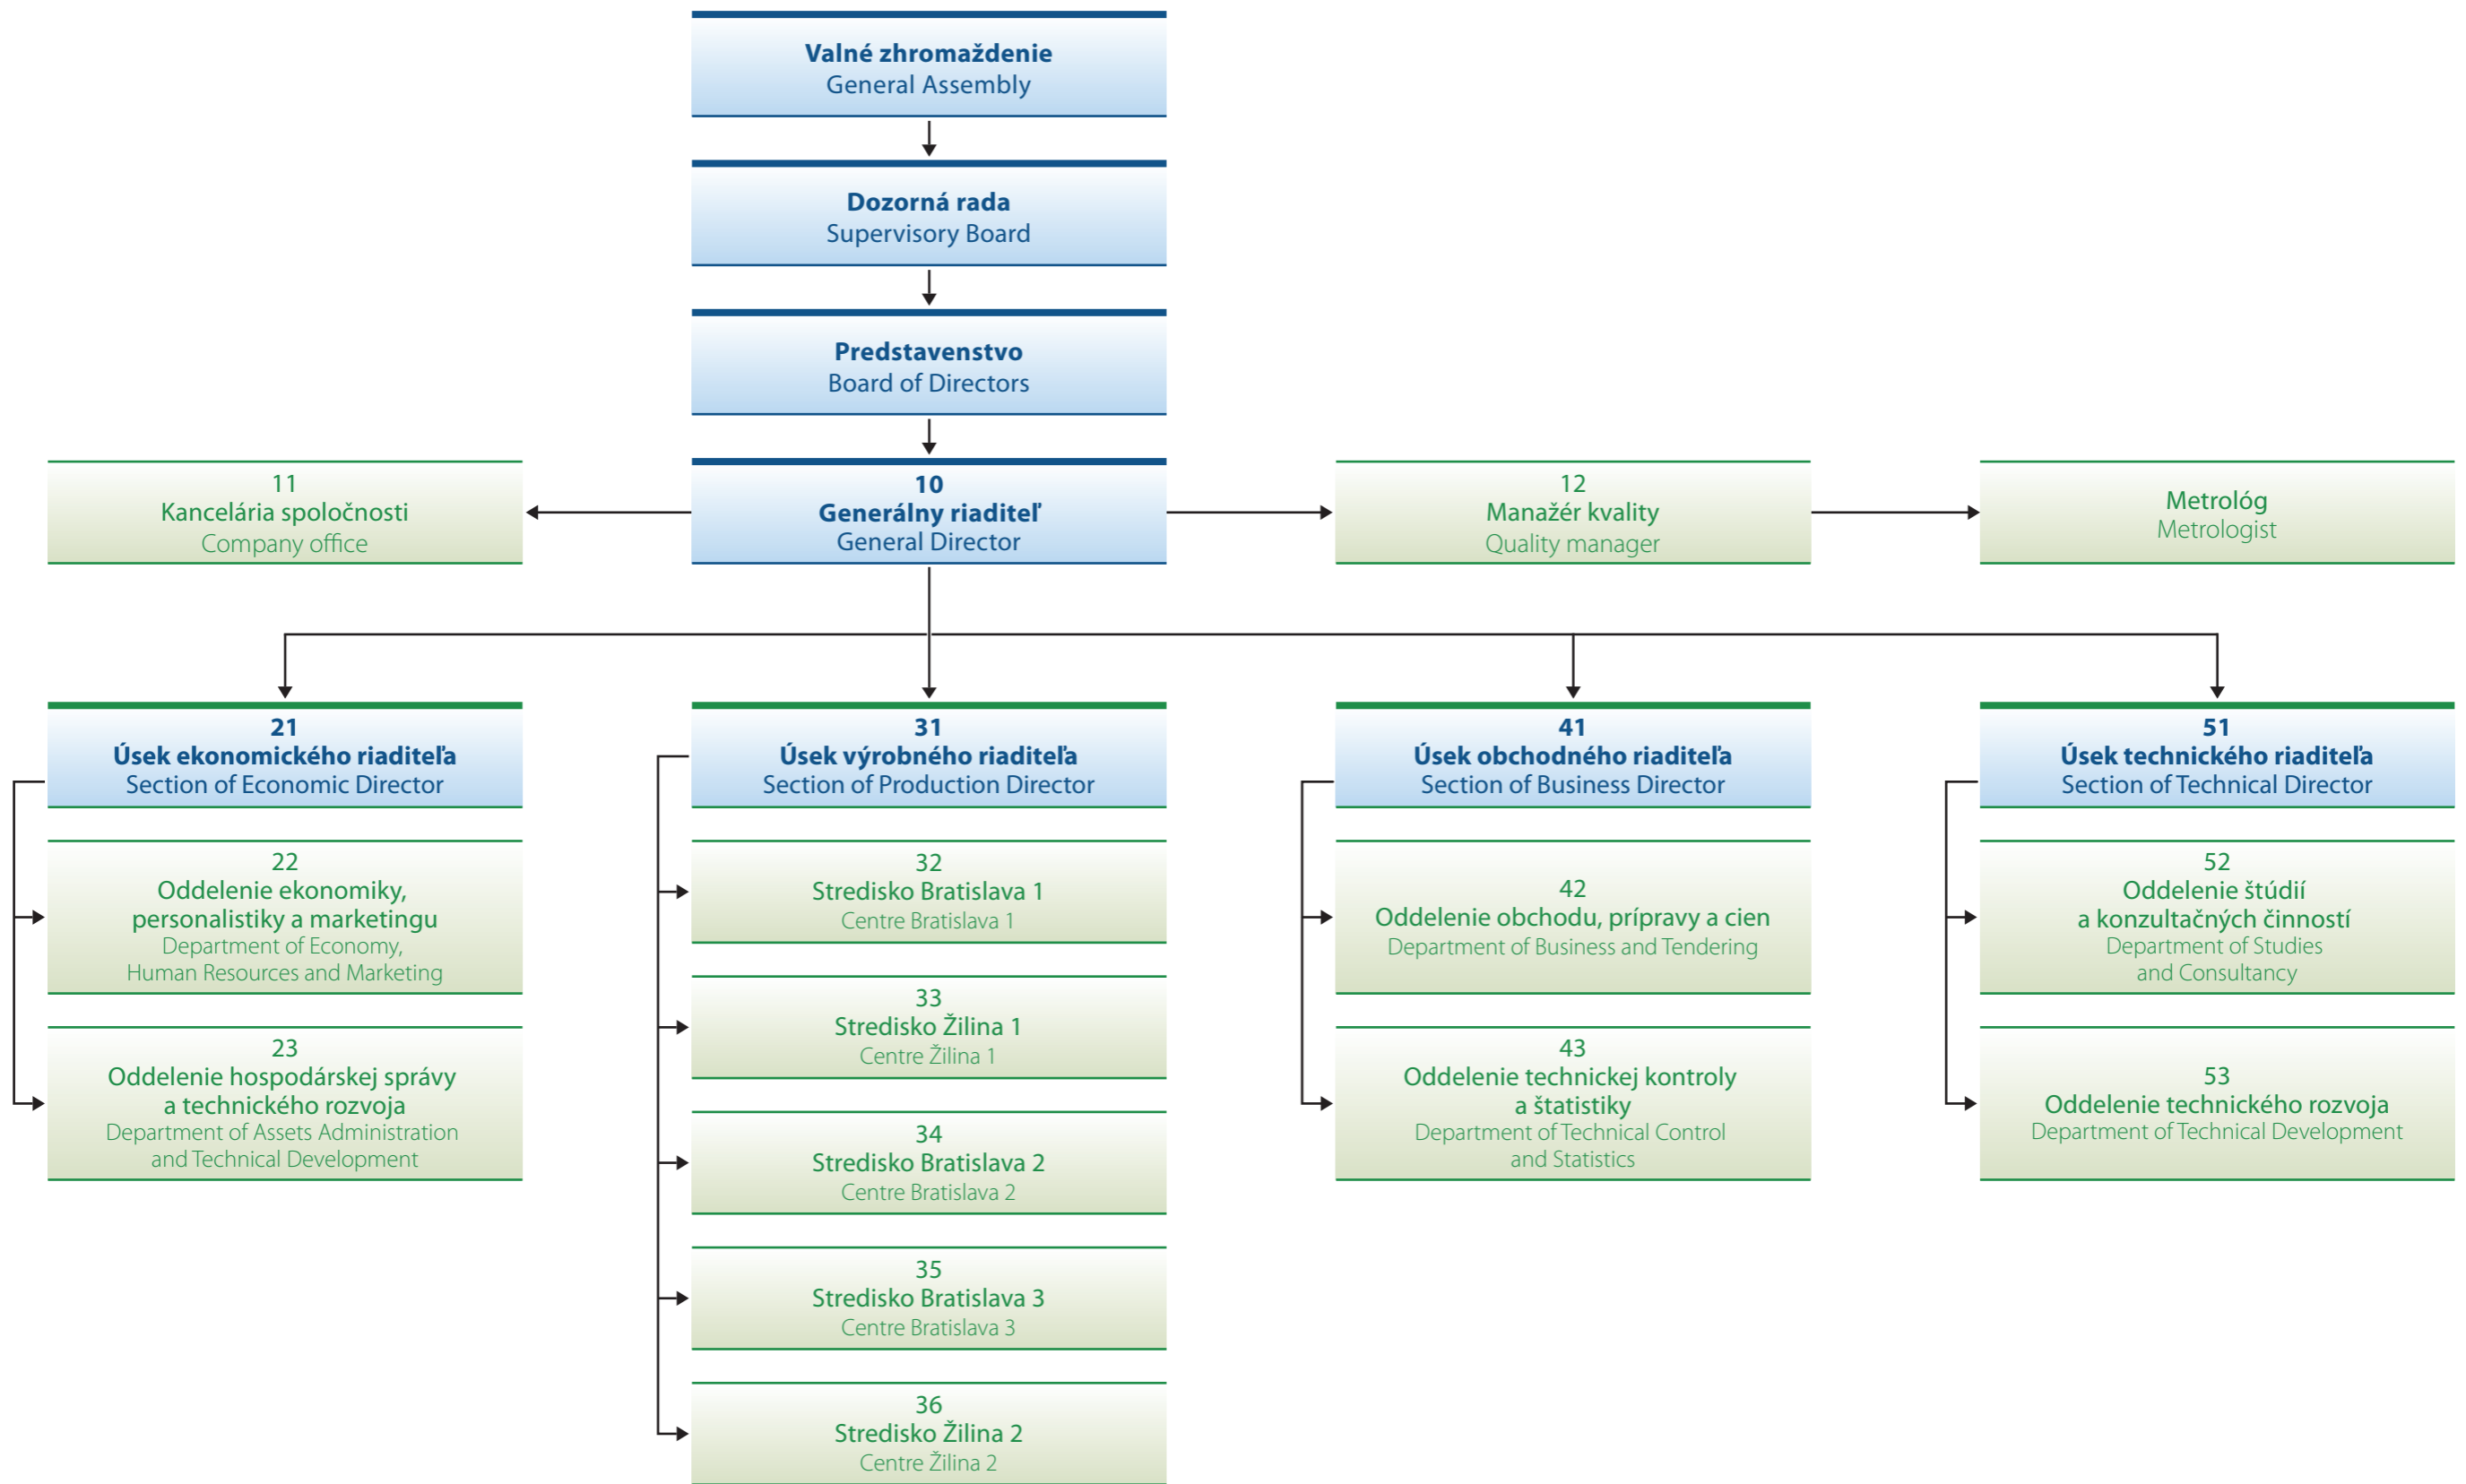 Valné zhromaždenie
General Assembly
Dozorná rada
Supervisory Board
Predstavenstvo
Board of Directors
11
Kancelária spoločnosti
Company office
10
Generálny riaditeľ
General Director
12
Manažér kvality
Quality manager
Metrológ
Metrologist
21
Úsek ekonomického riaditeľa
Section of Economic Director
22
Oddelenie ekonomiky,
personalistiky a marketingu
Department of Economy,
Human Resources and Marketing
23
Oddelenie hospodárskej správy
a technického rozvoja
Department of Assets Administration
and Technical Development
31
Úsek výrobného riaditeľa
Section of Production Director
32
Stredisko Bratislava 1
Centre Bratislava 1
33
Stredisko Žilina 1
Centre Žilina 1
34
Stredisko Bratislava 2
Centre Bratislava 2
35
Stredisko Bratislava 3
Centre Bratislava 3
36
Stredisko Žilina 2
Centre Žilina 2
41
Úsek obchodného riaditeľa
Section of Business Director
42
Oddelenie obchodu, prípravy a cien
Department of Business and Tendering
43
Oddelenie technickej kontroly
a štatistiky
Department of Technical Control
and Statistics
51
Úsek technického riaditeľa
Section of Technical Director
52
Oddelenie štúdií
a konzultačných činností
Department of Studies
and Consultancy
53
Oddelenie technického rozvoja
Department of Technical Development